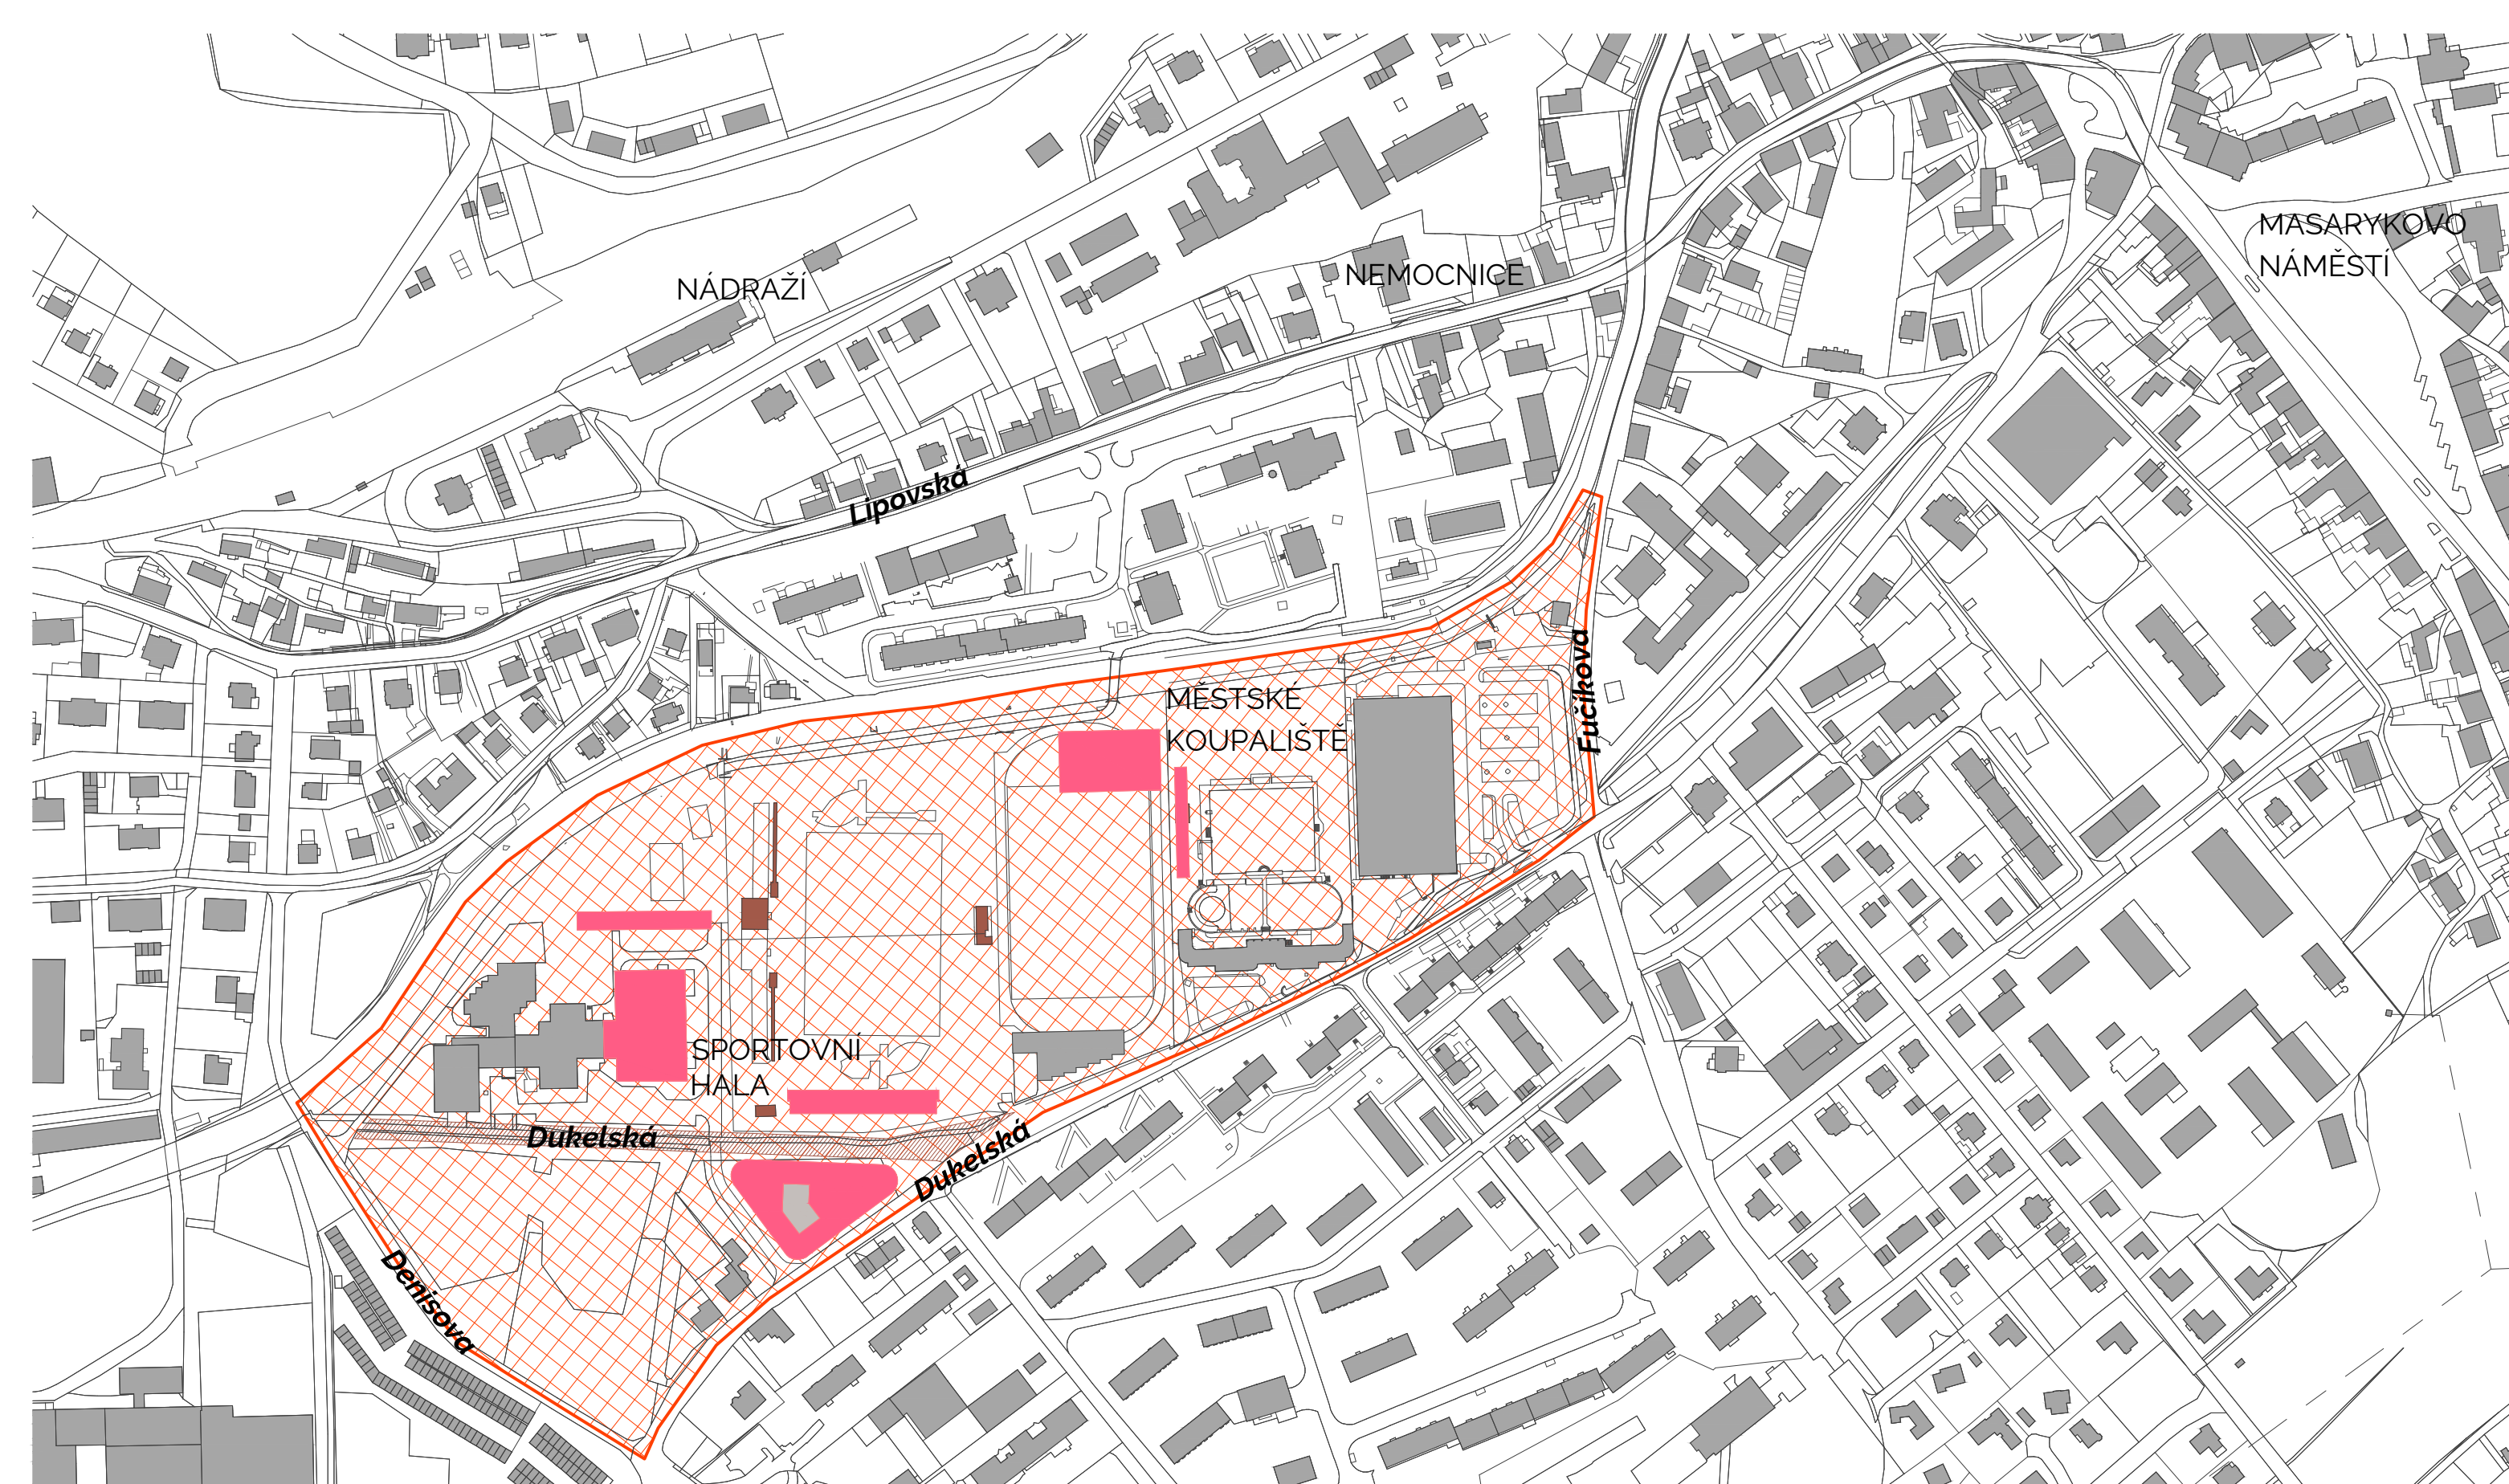 MASARYKOVO
NÁMĚSTÍ
NEMOCNICE
NÁDRAŽÍ
Lipovská
MĚSTSKÉ
KOUPALIŠTĚ
Fučíkova
SPORTOVNÍ
HALA
Dukelská
Dukelská
Denisova